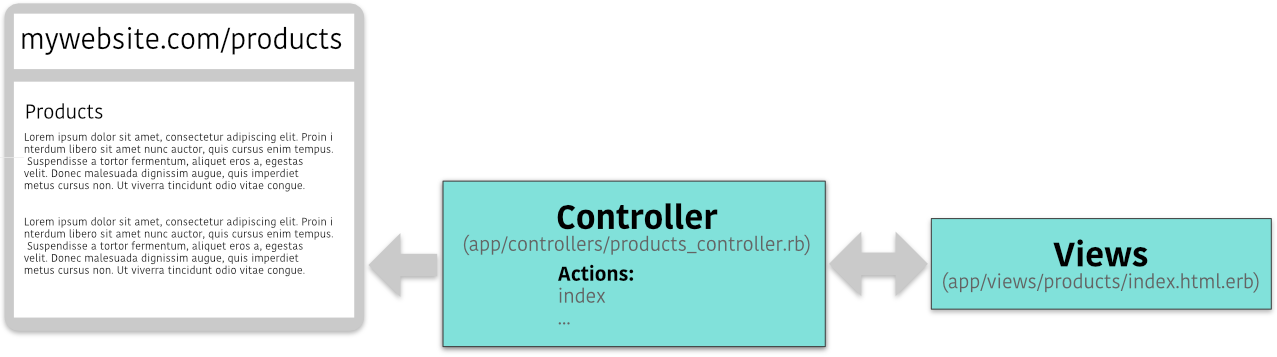 mywebsite.com/products
Products
Lorem ipsum dolor sit amet, consectetur adipiscing elit. Proin i
nterdum libero sit amet nunc auctor, quis cursus enim tempus.
Suspendisse a tortor fermentum, aliquet eros a, egestas
velit. Donec malesuada dignissim augue, quis imperdiet
metus cursus non. Ut viverra tincidunt odio vitae congue.
Lorem ipsum dolor sit amet, consectetur adipiscing elit. Proin i
nterdum libero sit amet nunc auctor, quis cursus enim tempus.
Suspendisse a tortor fermentum, aliquet eros a, egestas
velit. Donec malesuada dignissim augue, quis imperdiet
metus cursus non. Ut viverra tincidunt odio vitae congue.
Controller
(app/controllers/products_controller.rb)
Actions:
index
...
Views
(app/views/products/index.html.erb)